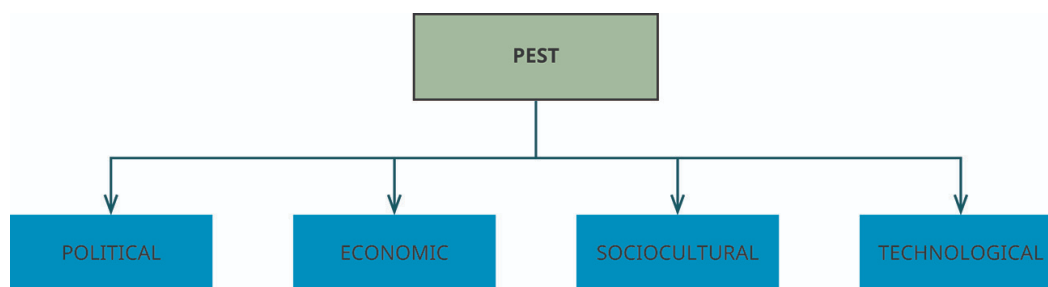 PEST
POLITICAL
ECONOMIC
SOCIOCULTURAL
TECHNOLOGICAL